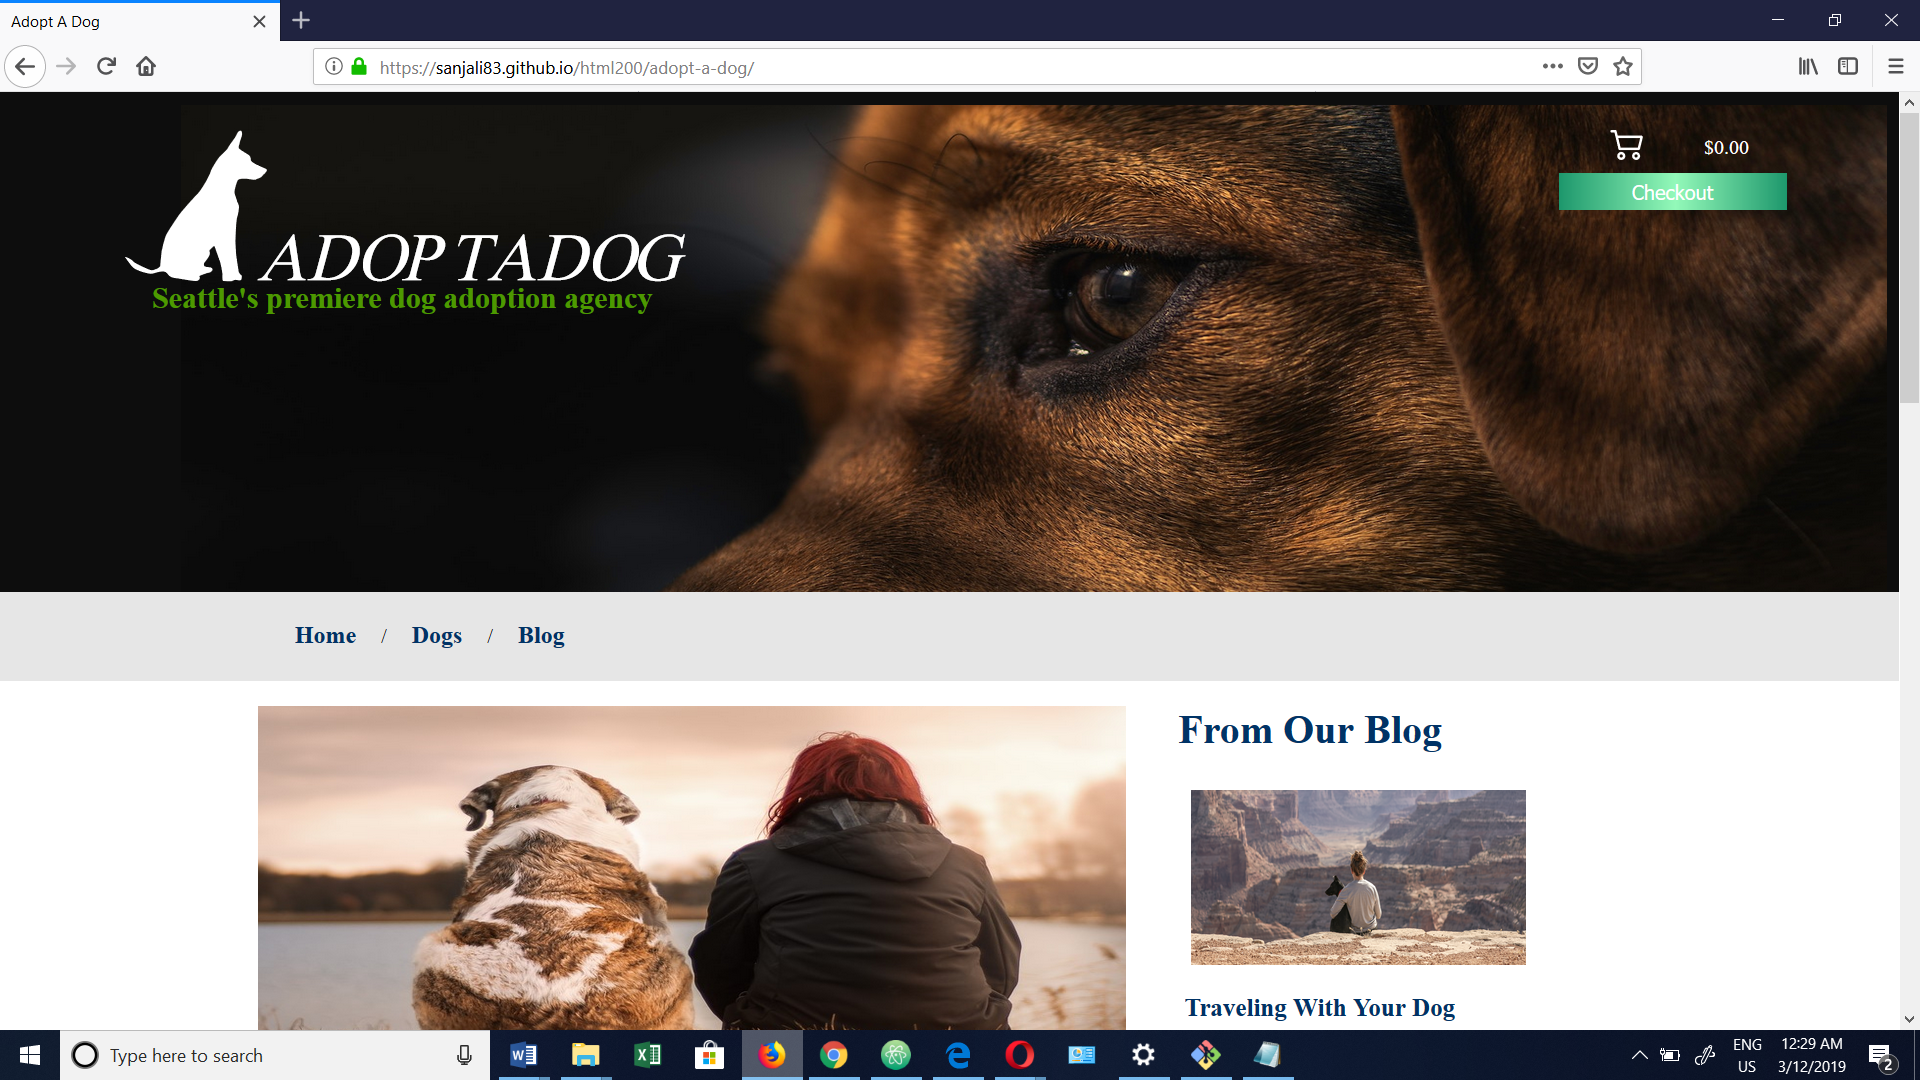 Adopt A Dog
https://sanjali83.github.io/html200/adopt-a-dog/
$0.00
Checkout
ADOPTADOG
Seattle's premiere dog adoption agency
Home / Dogs / Blog
From Our Blog
Traveling With Your Dog
Type here to search
ENG
US
12:29 AM
3/12/2019
2